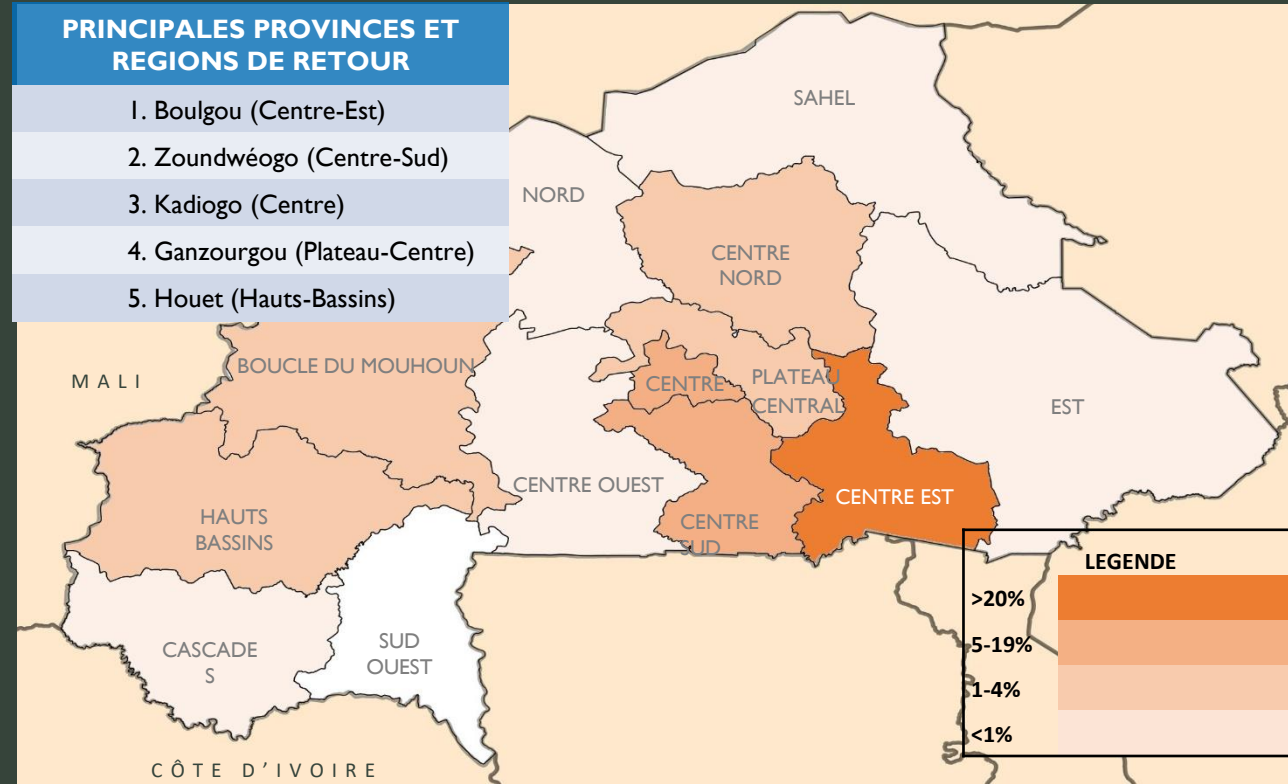 PRINCIPALES PROVINCES ET
REGIONS DE RETOUR
1. Boulgou (Centre-Est)
2. Zoundwéogo (Centre-Sud)
3. Kadiogo (Centre)
4. Ganzourgou (Plateau-Centre)
5. Houet (Hauts-Bassins)
SAHEL
NORD
CENTRE
NORD
BOUCLE DU MOUHOUN
MALI
CENTRE
PLATEAU
CENTRAL
EST
CENTRE OUEST
CENTRE EST
HAUTS
BASSINS
CENTRE
SUD
CASCADE
S
SUD
OUEST
CÔTE D'IVOIRE
LEGENDE
>20%
5-19%
1-4%
<1%